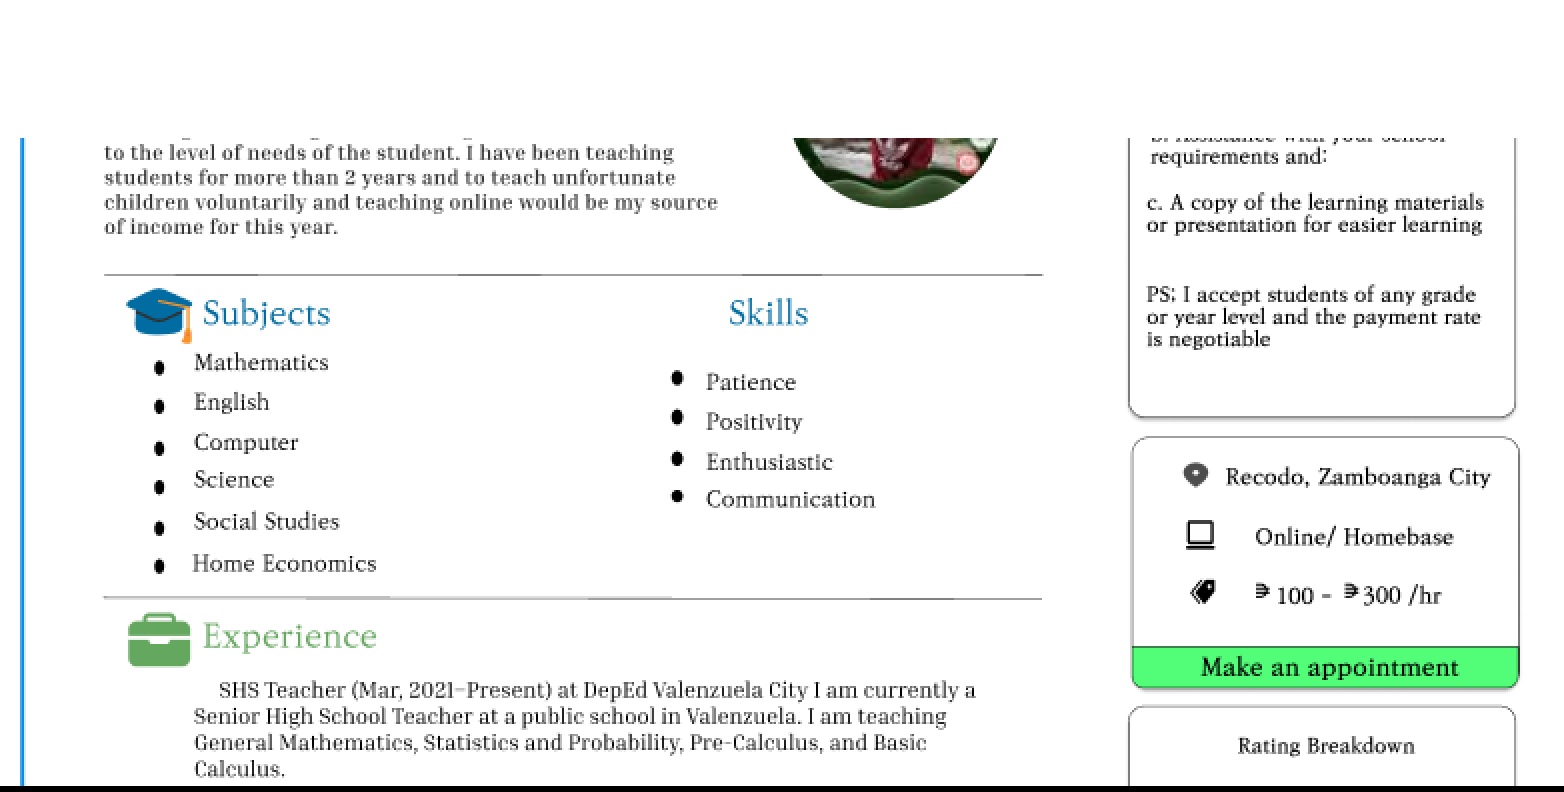 to the level of needs of the student. I have been teaching
students for more than 2 years and to teach unfortunate
children voluntarily and teaching online would be my source
of income for this year.
Subjects
Mathematics
English
Computer
Science
Social Studies
Home Economics
Skills
Patience
Positivity
Enthusiastic
Communication
Experience
SHS Teacher (Mar, 2021-Present) at DepEd Valenzuela City I am currently a
Senior High School Teacher at a public school in Valenzuela. I am teaching
General Mathematics, Statistics and Probability, Pre-Calculus, and Basic
Calculus.
b. Assistance with your school
requirements and:
c. A copy of the learning materials
or presentation for easier learning
PS: I accept students of any grade
or year level and the payment rate
is negotiable
Recodo, Zamboanga City
Online/ Homebase
₱ 100 - ₱ 300 /hr
Make an appointment
Rating Breakdown